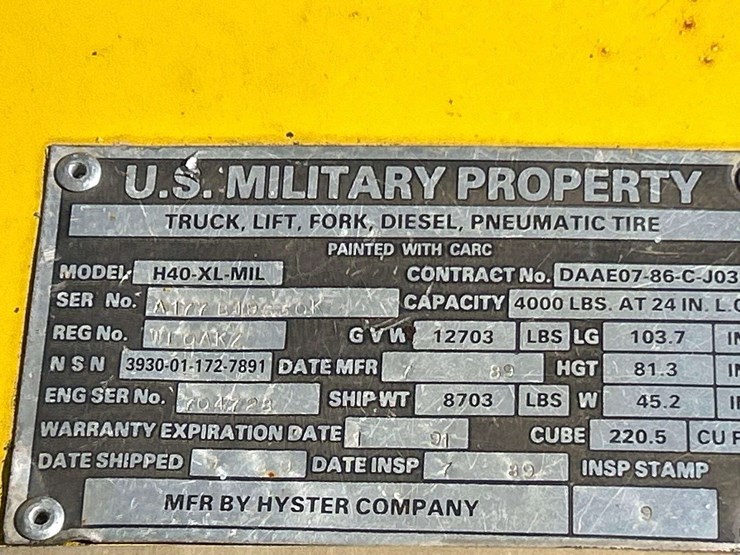 U.S. MILITARY PROPERTY
TRUCK, LIFT, FORK, DIESEL, PNEUMATIC TIRE
PAINTED WITH CARC
MODEL H40-XL-MIL CONTRACT No. DAAE07-86-C-J03
SER No. CAPACITY 4000 LBS. AT 24 IN. L.C
REG No. GVW 12703 LBS LG 103.7
NSN 3930-01-172-7891 DATE MFR 89 HGT 81.3
ENG SER No. SHIP WT 8703 LBS W 45.2
WARRANTY EXPIRATION DATE 91 CUBE 220.5 CU F
DATE SHIPPED DATE INSP 7 89 INSP STAMP
MFR BY HYSTER COMPANY 9